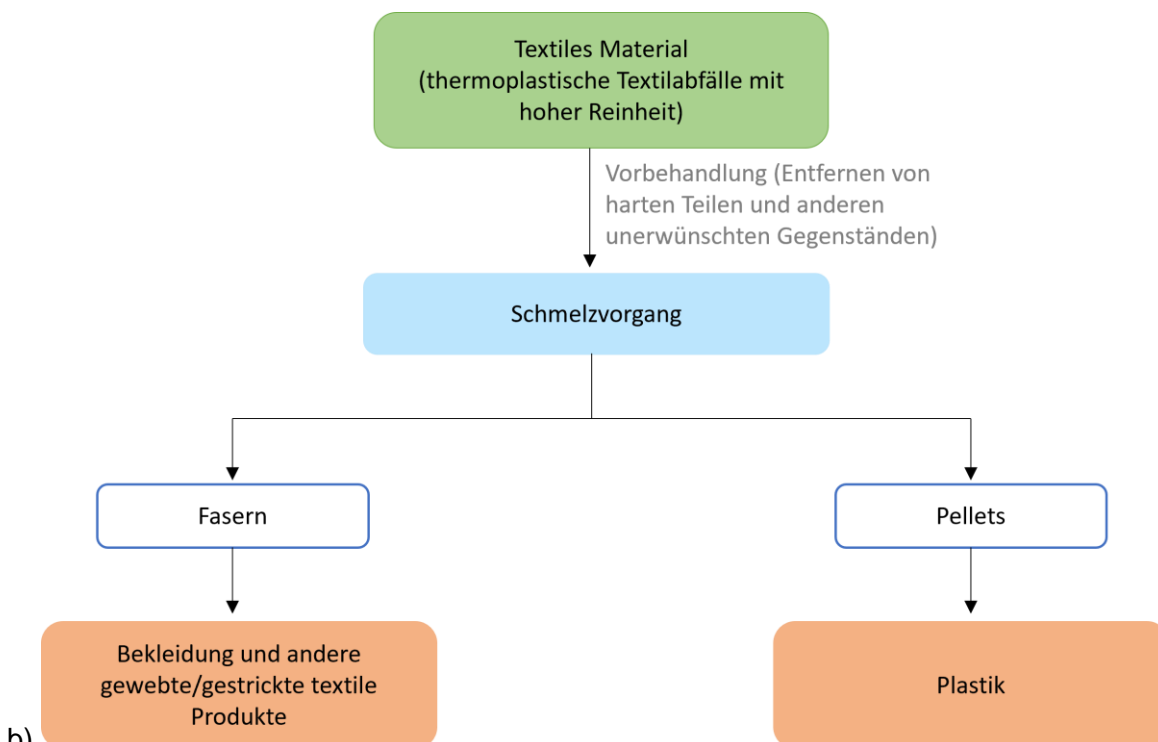 Textiles Material
(thermoplastische Textilabfälle mit
hoher Reinheit)
Vorbehandlung (Entfernen von
harten Teilen und anderen
unerwünschten Gegenständen)
Schmelzvorgang
Fasern
Pellets
Bekleidung und andere
gewebte/gestrickte textile
Produkte
Plastik
b)